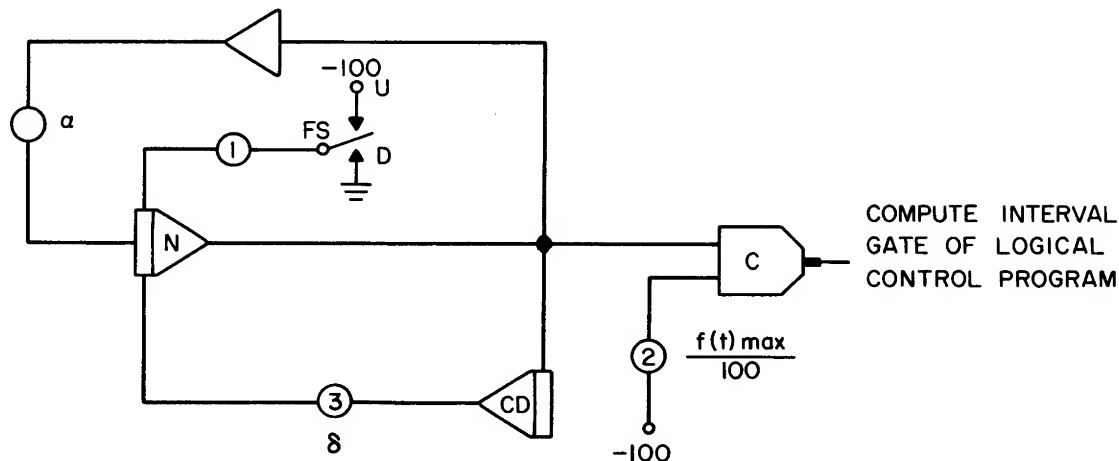 -100
U
α
FS
1
D
N
COMPUTE INTERVAL
GATE OF LOGICAL
CONTROL PROGRAM
C
2
f(t) max
100
3
CD
δ
-100